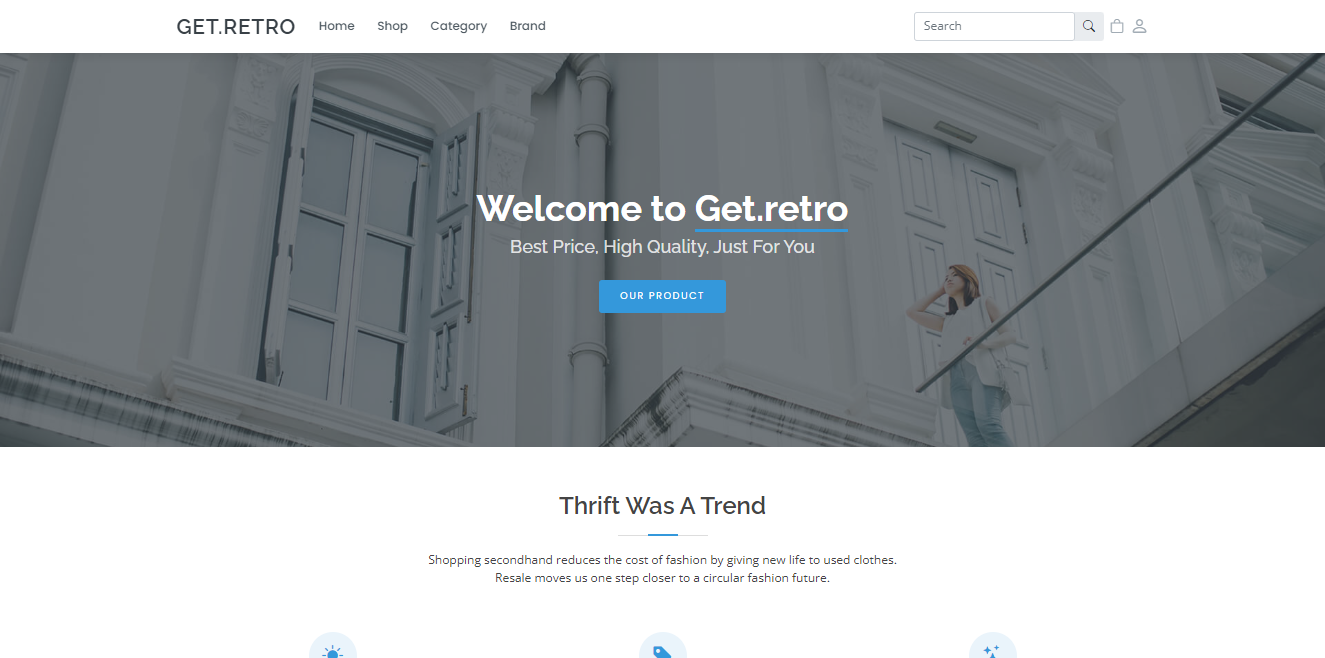 GET.RETRO
Home
Shop
Category
Brand
Search
Welcome to Get.retro
Best Price, High Quality, Just For You
OUR PRODUCT
Thrift Was A Trend
Shopping secondhand reduces the cost of fashion by giving new life to used clothes.
Resale moves us one step closer to a circular fashion future.